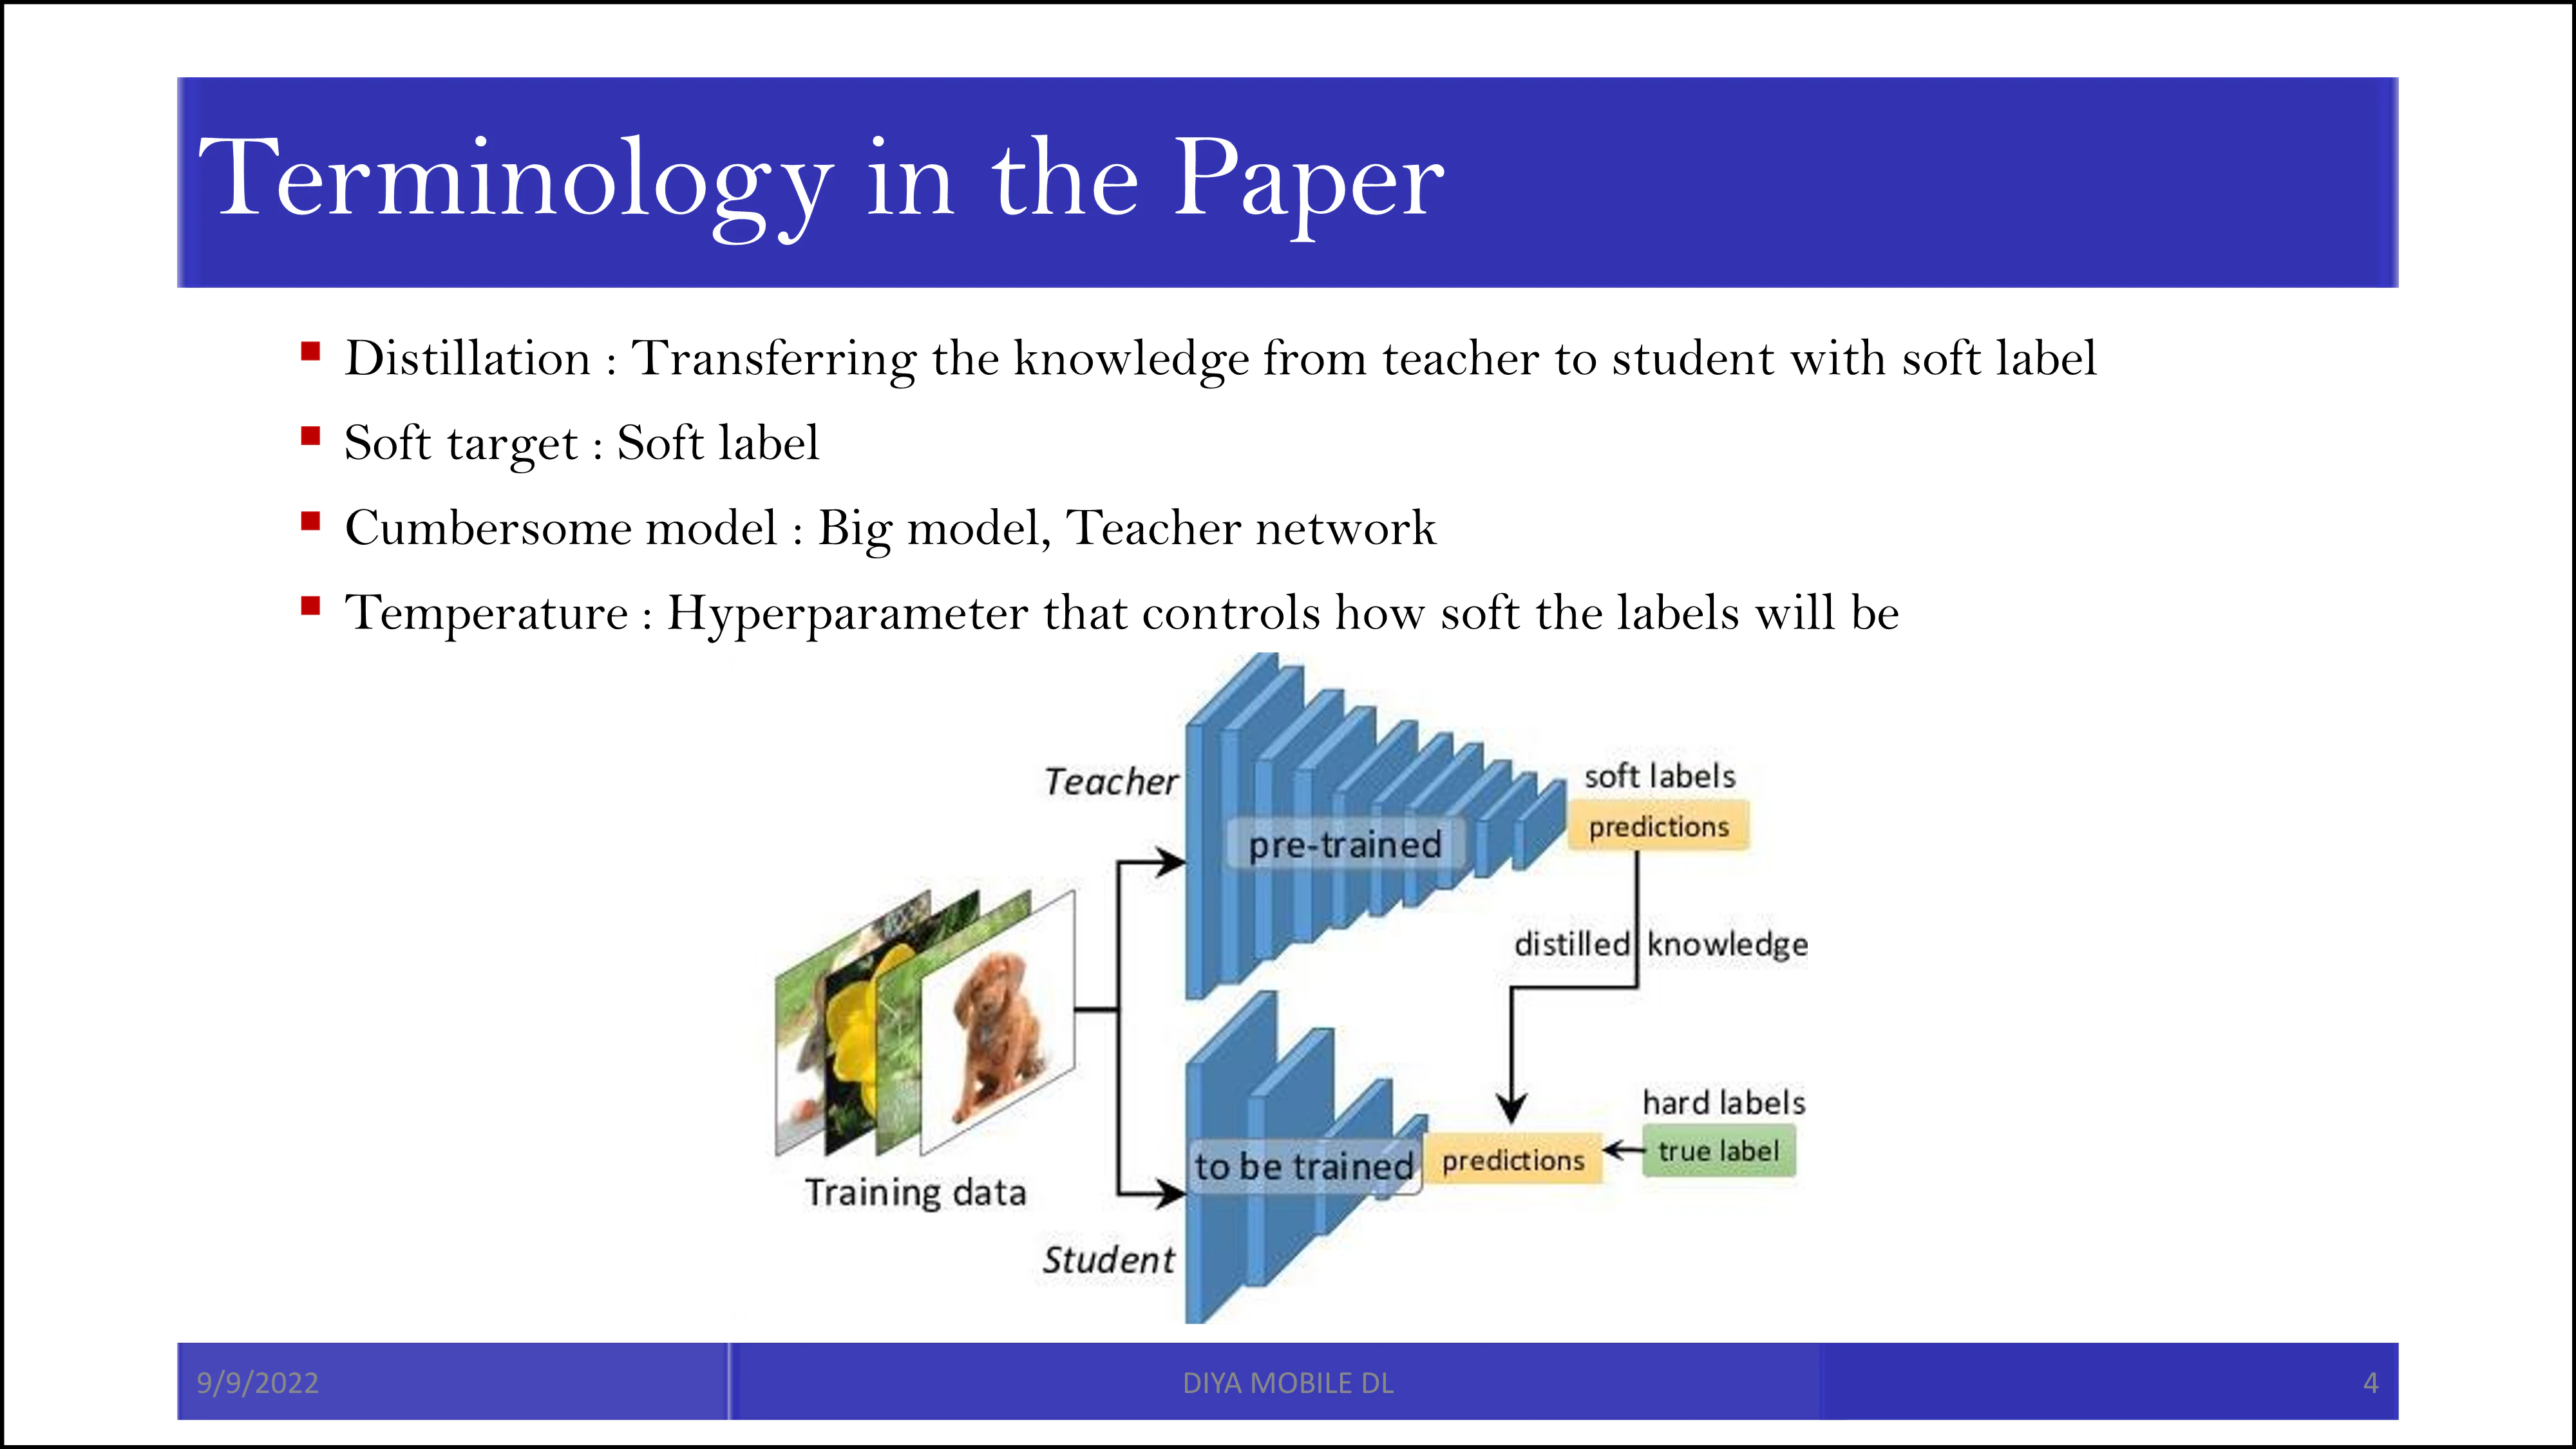 Terminology in the Paper
Distillation : Transferring the knowledge from teacher to student with soft label
Soft target : Soft label
Cumbersome model : Big model, Teacher network
Temperature : Hyperparameter that controls how soft the labels will be
Teacher
pre-trained
soft labels
predictions
distilled knowledge
Training data
Student
to be trained
predictions
hard labels
true label
9/9/2022
DIYA MOBILE DL
4